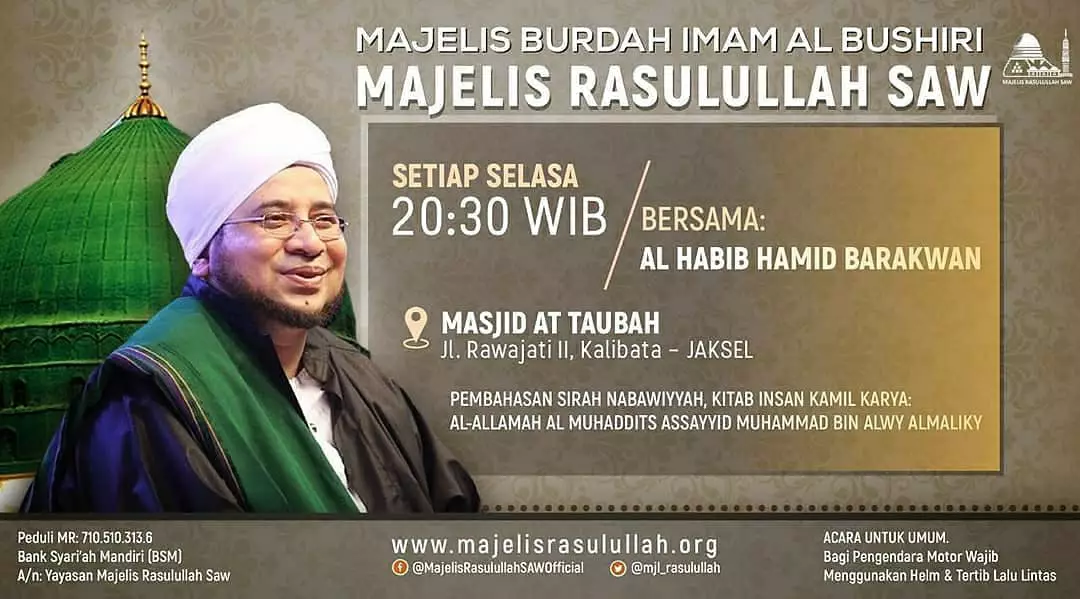 MAJELIS BURDAH IMAM AL BUSHIRI
MAJELIS RASULULLAH SAW
MAJELIS RASULULLAH SAW
SETIAP SELASA
20:30 WIB
BERSAMA:
AL HABIB HAMID BARAKWAN
MASJID AT TAUBAH
Jl. Rawajati II, Kalibata – JAKSEL
PEMBAHASAN SIRAH NABAWIYYAH, KITAB INSAN KAMIL KARYA:
AL-ALLAMAH AL MUHADDITS ASSAYYID MUHAMMAD BIN ALWY ALMALIKY
Peduli MR: 710.510.313.6
Bank Syari'ah Mandiri (BSM)
A/n: Yayasan Majelis Rasulullah Saw
www.majelisrasulullah.org
@MajelisRasulullahSAWOfficial
@mjl_rasulullah
ACARA UNTUK UMUM.
Bagi Pengendara Motor Wajib
Menggunakan Helm & Tertib Lalu Lintas